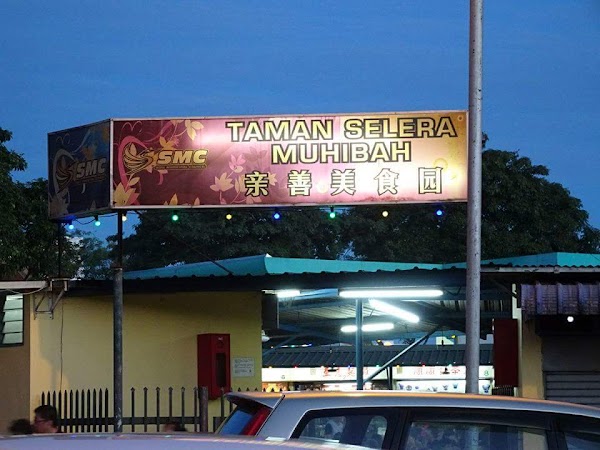 SMC
SMC
TAMAN SELERA
MUHIBAH
亲善美食园